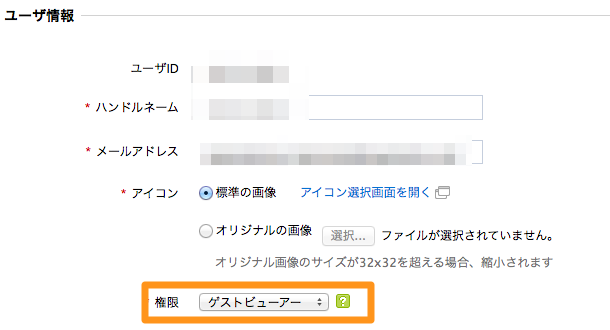 ユーザ情報
ユーザID
* ハンドルネーム
* メールアドレス
* アイコン 標準の画像 アイコン選択画面を開く
オリジナルの画像 選択... ファイルが選択されていません。
オリジナル画像のサイズが32x32を超える場合、縮小されます
* 権限 ゲストビューアー ?